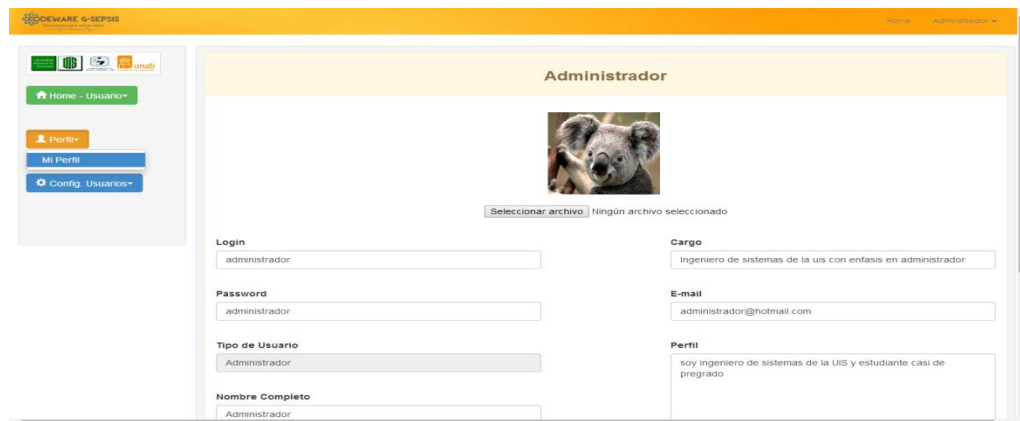 CODEWARE G-SEPSIS
Home Administrador
UIS unab
Home - Usuario
Perfil
Mi Perfil
Config. Usuarios
Administrador
Seleccionar archivo Ningún archivo seleccionado
Login
administrador
Cargo
Ingeniero de sistemas de la uis con enfasis en administrador
Password
administrador
E-mail
administrador@hotmail.com
Tipo de Usuario
Administrador
Perfil
soy ingeniero de sistemas de la UIS y estudiante casi de
pregrado
Nombre Completo
Administrador